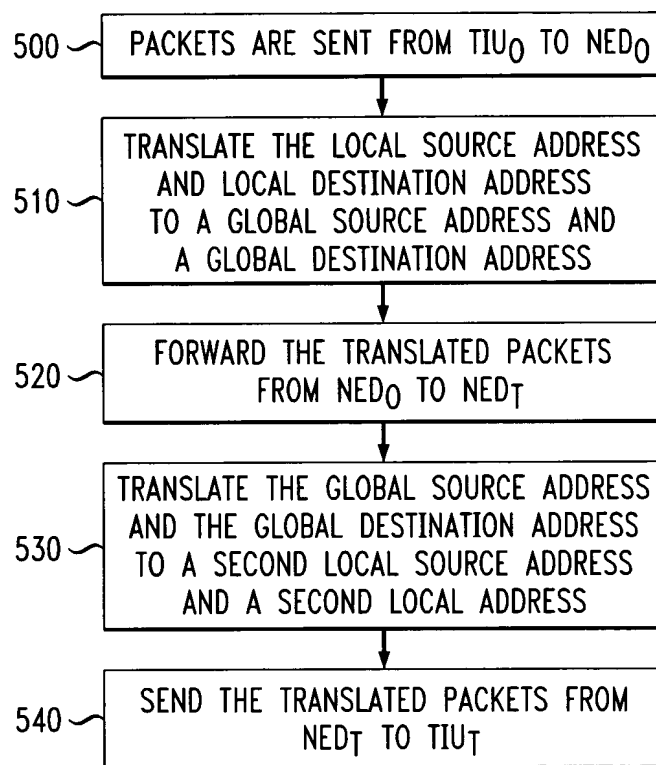 500 PACKETS ARE SENT FROM TIU₀ TO NED₀
TRANSLATE THE LOCAL SOURCE ADDRESS
AND LOCAL DESTINATION ADDRESS
510
TO A GLOBAL SOURCE ADDRESS AND
A GLOBAL DESTINATION ADDRESS
FORWARD THE TRANSLATED PACKETS
520
FROM NED₀ TO NEDT
TRANSLATE THE GLOBAL SOURCE ADDRESS
AND THE GLOBAL DESTINATION ADDRESS
530
TO A SECOND LOCAL SOURCE ADDRESS
AND A SECOND LOCAL ADDRESS
SEND THE TRANSLATED PACKETS FROM
540
NEDT TO TIUT